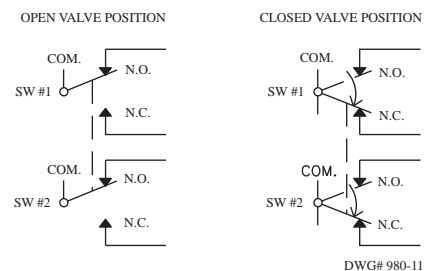 OPEN VALVE POSITION
CLOSED VALVE POSITION
COM.
N.O.
SW #1
N.C.
COM.
N.O.
SW #2
N.C.
COM.
N.O.
SW #1
N.C.
COM.
N.O.
SW #2
N.C.
DWG# 980-11